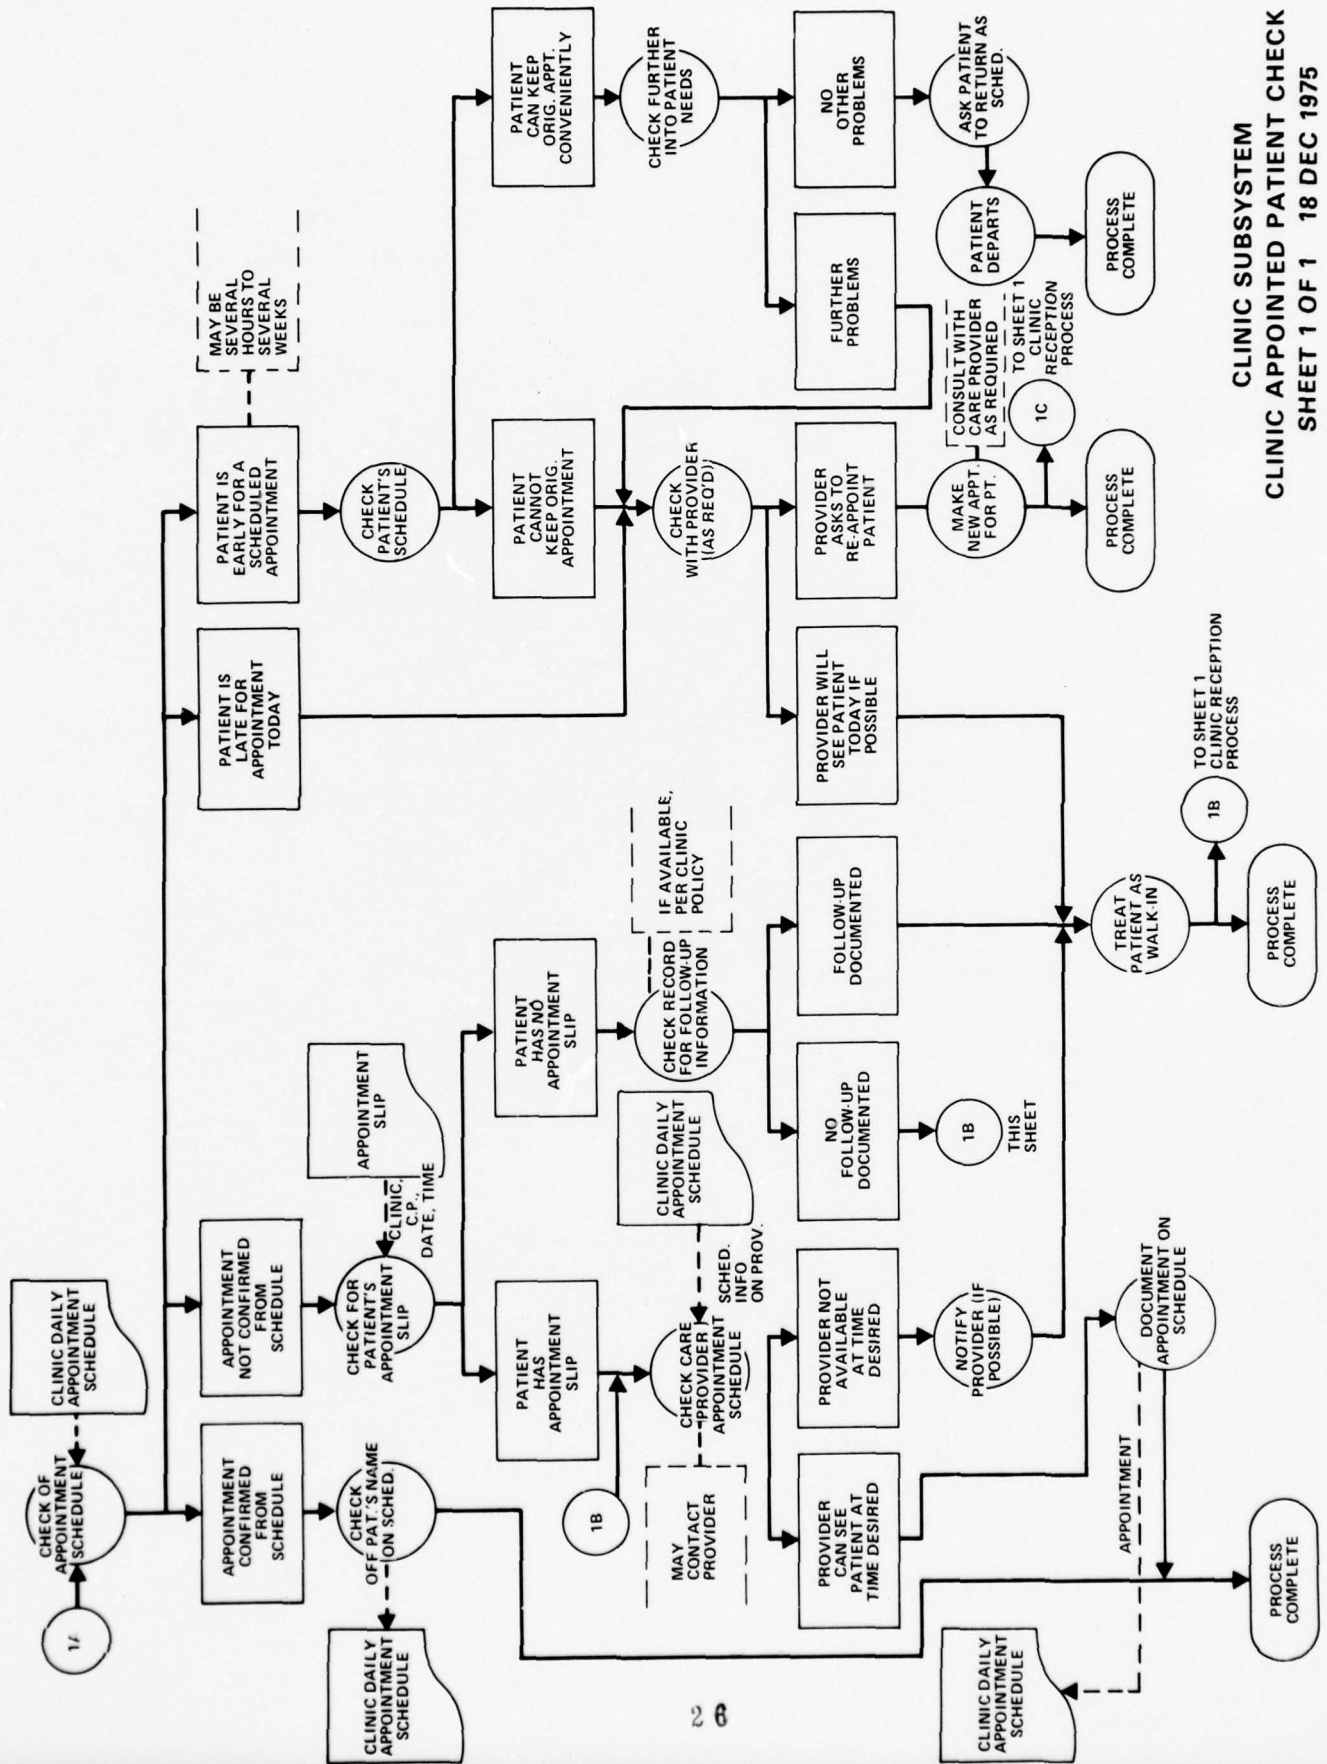 1A
CHECK OF
APPOINTMENT
SCHEDULE
CLINIC DAILY
APPOINTMENT
SCHEDULE
APPOINTMENT
CONFIRMED
FROM
SCHEDULE
APPOINTMENT
NOT CONFIRMED
FROM
SCHEDULE
PATIENT IS
LATE FOR
APPOINTMENT
TODAY
PATIENT IS
EARLY FOR A
SCHEDULED
APPOINTMENT
MAY BE
SEVERAL
HOURS TO
SEVERAL
WEEKS
CLINIC DAILY
APPOINTMENT
SCHEDULE
CHECK
OFF PAT.'S NAME
ON SCHED.
CHECK FOR
PATIENT'S
APPOINTMENT
SLIP
APPOINTMENT
SLIP
CLINIC,
C.P.,
DATE, TIME
CHECK
PATIENT'S
SCHEDULE
PATIENT
HAS
APPOINTMENT
SLIP
PATIENT
HAS NO
APPOINTMENT
SLIP
PATIENT
CANNOT
KEEP ORIG.
APPOINTMENT
PATIENT
CAN KEEP
ORIG. APPT.
CONVENIENTLY
1B
MAY
CONTACT
PROVIDER
CHECK CARE
PROVIDER
APPOINTMENT
SCHEDULE
CLINIC DAILY
APPOINTMENT
SCHEDULE
SCHED.
INFO
ON PROV.
CHECK RECORD
FOR FOLLOW-UP
INFORMATION
IF AVAILABLE,
PER CLINIC
POLICY
CHECK
WITH PROVIDER
(AS REQ'D)
CHECK FURTHER
INTO PATIENT
NEEDS
PROVIDER
CAN SEE
PATIENT AT
TIME DESIRED
PROVIDER NOT
AVAILABLE
AT TIME
DESIRED
NO
FOLLOW-UP
DOCUMENTED
FOLLOW-UP
DOCUMENTED
PROVIDER WILL
SEE PATIENT
TODAY IF
POSSIBLE
PROVIDER
ASKS TO
RE-APPOINT
PATIENT
FURTHER
PROBLEMS
NO
OTHER
PROBLEMS
CLINIC DAILY
APPOINTMENT
SCHEDULE
NOTIFY
PROVIDER (IF
POSSIBLE)
1B
THIS
SHEET
MAKE
NEW APPT.
FOR PT.
CONSULT WITH
CARE PROVIDER
AS REQUIRED
1C
TO SHEET 1
CLINIC
RECEPTION
PROCESS
PATIENT
DEPARTS
ASK PATIENT
TO RETURN AS
SCHED.
APPOINTMENT
DOCUMENT
APPOINTMENT ON
SCHEDULE
TREAT
PATIENT AS
WALK-IN
1B
TO SHEET 1
CLINIC RECEPTION
PROCESS
PROCESS
COMPLETE
PROCESS
COMPLETE
PROCESS
COMPLETE
PROCESS
COMPLETE
CLINIC SUBSYSTEM
CLINIC APPOINTED PATIENT CHECK
SHEET 1 OF 1 18 DEC 1975
26